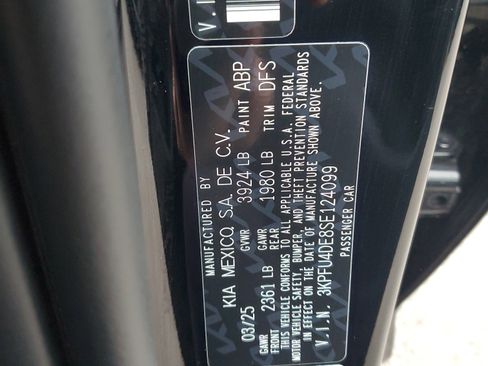 V.I
MANUFACTURED BY
KIA MEXICO, S.A. DE C.V.
03/25 GVWR 3924 LB PAINT ABP
GAWR FRONT 2361 LB GAWR REAR 1980 LB TRIM DFS
THIS VEHICLE CONFORMS TO ALL APPLICABLE U.S.A. FEDERAL
MOTOR VEHICLE SAFETY, BUMPER, AND THEFT PREVENTION STANDARDS
IN EFFECT ON THE DATE OF MANUFACTURE SHOWN ABOVE.
V.I.N. 3KPFU4DE8SE124099
PASSENGER CAR